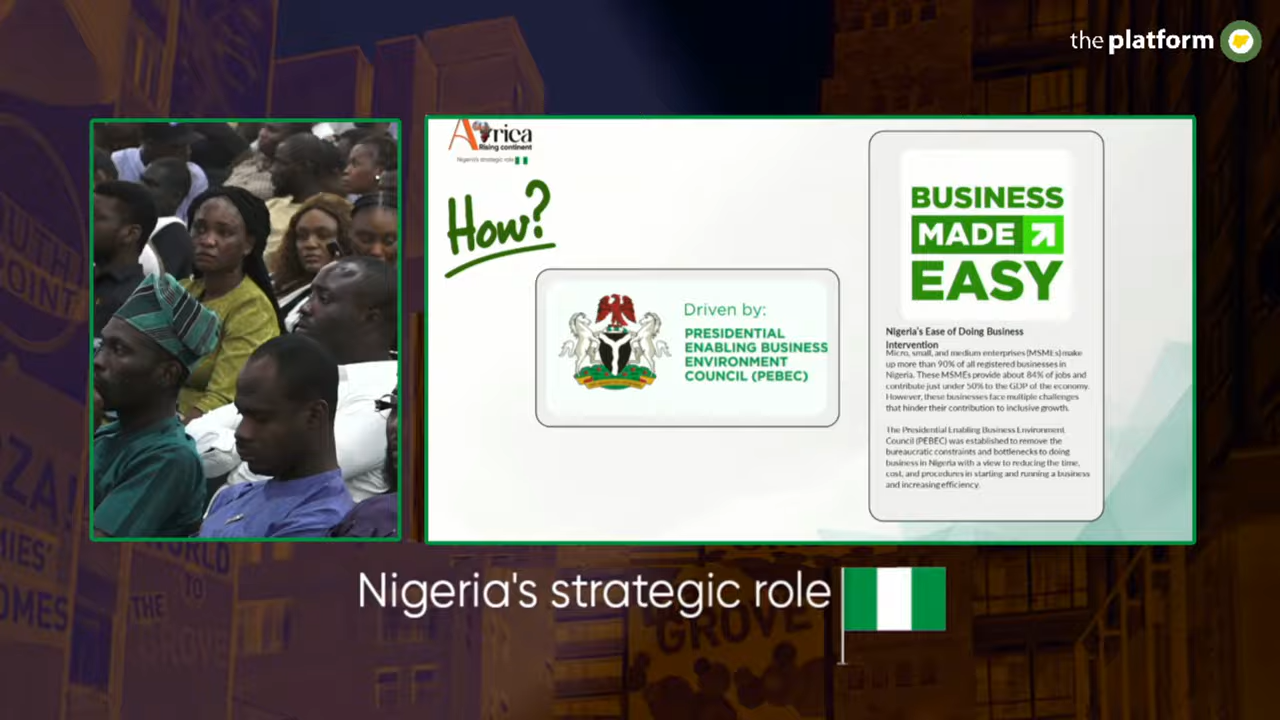 the platform
Africa
Rising continent
Nigeria's strategic role
How?
Driven by:
PRESIDENTIAL
ENABLING BUSINESS
ENVIRONMENT
COUNCIL (PEBEC)
BUSINESS
MADE
EASY
Nigeria's Ease of Doing Business
Intervention
Micro, small, and medium enterprises (MSMEs) make
up more than 90% of all registered businesses in
Nigeria. These MSMEs provide about 84% of jobs and
contribute just under 50% to the GDP of the economy.
However, these businesses face multiple challenges
that hinder their contribution to inclusive growth.
The Presidential Enabling Business Environment
Council (PEBEC) was established to remove the
bureaucratic constraints and bottlenecks to doing
business in Nigeria with a view to reducing the time,
cost, and procedures in starting and running a business
and increasing efficiency.
Nigeria's strategic role
WORLD
TO
THE
GROVE
GROVE